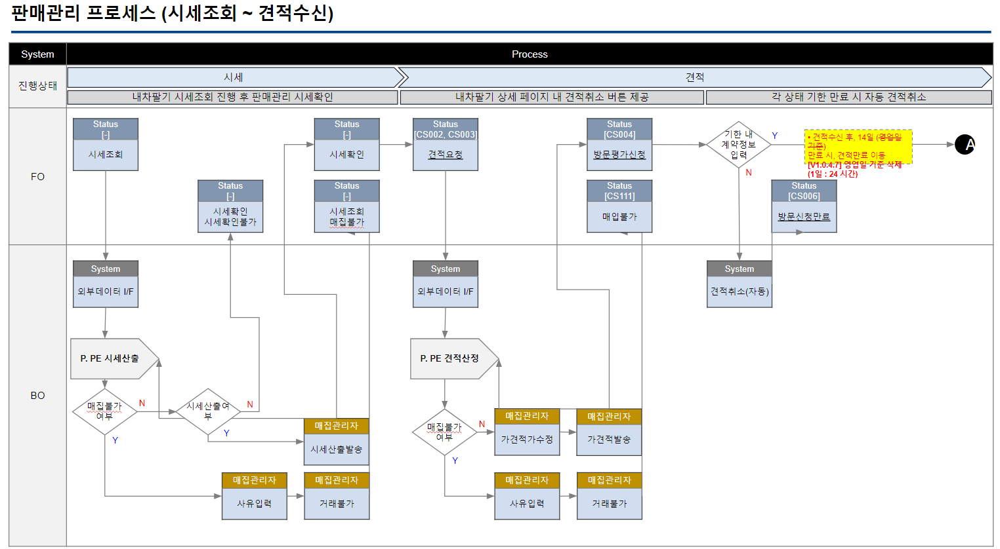 판매관리 프로세스 (시세조회 ~ 견적수신)
System
Process
진행상태
시세
견적
내차팔기 시세조회 진행 후 판매관리 시세확인
내차팔기 상세 페이지 내 견적취소 버튼 제공
각 상태 기한 만료 시 자동 견적취소
FO
Status
[-]
시세조회
Status
[-]
시세확인
Status
[CS002, CS003]
견적요청
Status
[CS004]
방문평가신청
기한 내
계약정보
입력
Y
N
• 견적수신 후, 14일 (영업일
기준)
만료 시, 견적만료 이동
[V1.0.4.7] 영업일 기준 삭제
(1일 : 24 시간)
A
Status
[-]
시세확인
시세확인불가
Status
[-]
시세조회
매집불가
Status
[CS111]
매입불가
Status
[CS006]
방문신청만료
BO
System
외부데이터 I/F
System
외부데이터 I/F
System
견적취소(자동)
P. PE 시세산출
P. PE 견적산정
매집불가
여부
N
Y
시세산출여
부
N
Y
매집관리자
시세산출발송
매집불가
여부
N
Y
매집관리자
가견적가수정
매집관리자
가견적발송
매집관리자
사유입력
매집관리자
거래불가
매집관리자
사유입력
매집관리자
거래불가